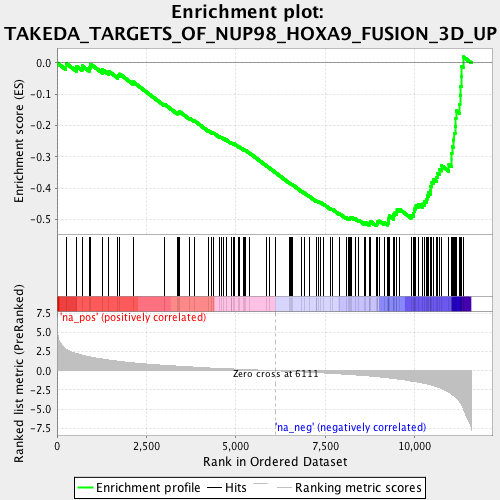 Enrichment plot:
TAKEDA_TARGETS_OF_NUP98_HOXA9_FUSION_3D_UP
Enrichment score (ES)
0.0
-0.1
-0.2
-0.3
-0.4
-0.5
'na_pos' (positively correlated)
Ranked list metric (PreRanked)
7.5
5.0
2.5
0.0
-2.5
-5.0
-7.5
Zero cross at 6111
'na_neg' (negatively correlated)
0
2,500
5,000
7,500
10,000
Rank in Ordered Dataset
Enrichment profile
Hits
Ranking metric scores